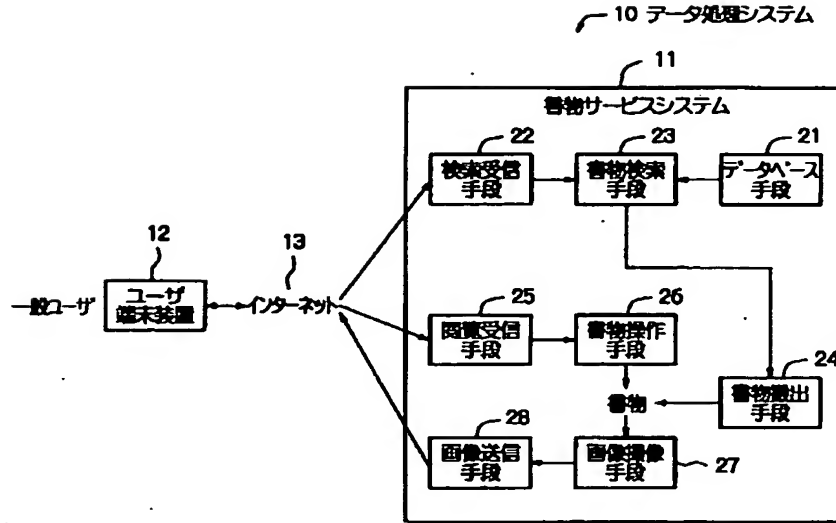 10 データ処理システム
11
書物サービスシステム
22
23
21
検索受信
手段
書物検索
手段
データベース
手段
12
13
一般ユーザ
ユーザ
端末装置
インターネット
25
26
閲覧受信
手段
書物操作
手段
24
書物搬出
手段
書物
28
画像送信
手段
画像撮像
手段
27